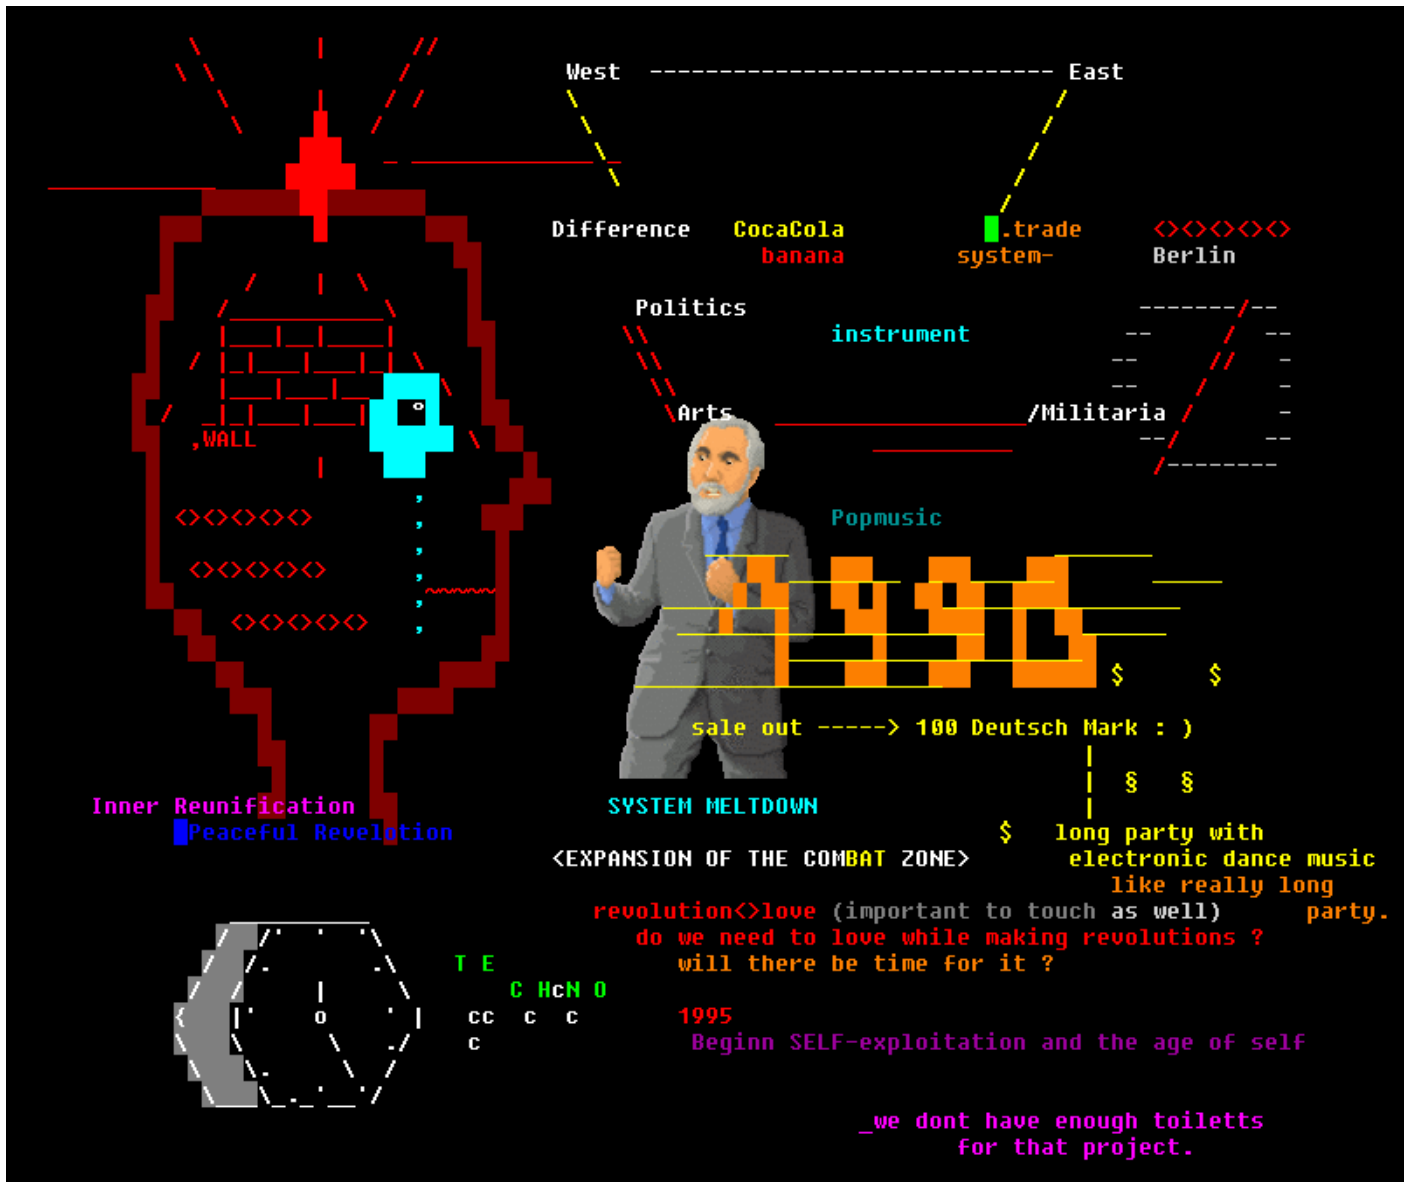 West ----------------------------- East
Difference CocaCola .trade <><><><><>
banana system- Berlin
Politics
instrument
Arts /Militaria
,WALL
<><><><><>
Popmusic
<><><><><>
1996
<><><><><>
$ $
sale out -----> 100 Deutsch Mark : )
§ §
Inner Reunification SYSTEM MELTDOWN
Peaceful Revelotion $ long party with
<EXPANSION OF THE COMBAT ZONE> electronic dance music
like really long
revolution<>love (important to touch as well) party.
do we need to love while making revolutions ?
T E will there be time for it ?
C HcN O
cc c c 1995
c Beginn SELF-exploitation and the age of self
_we dont have enough toiletts
for that project.